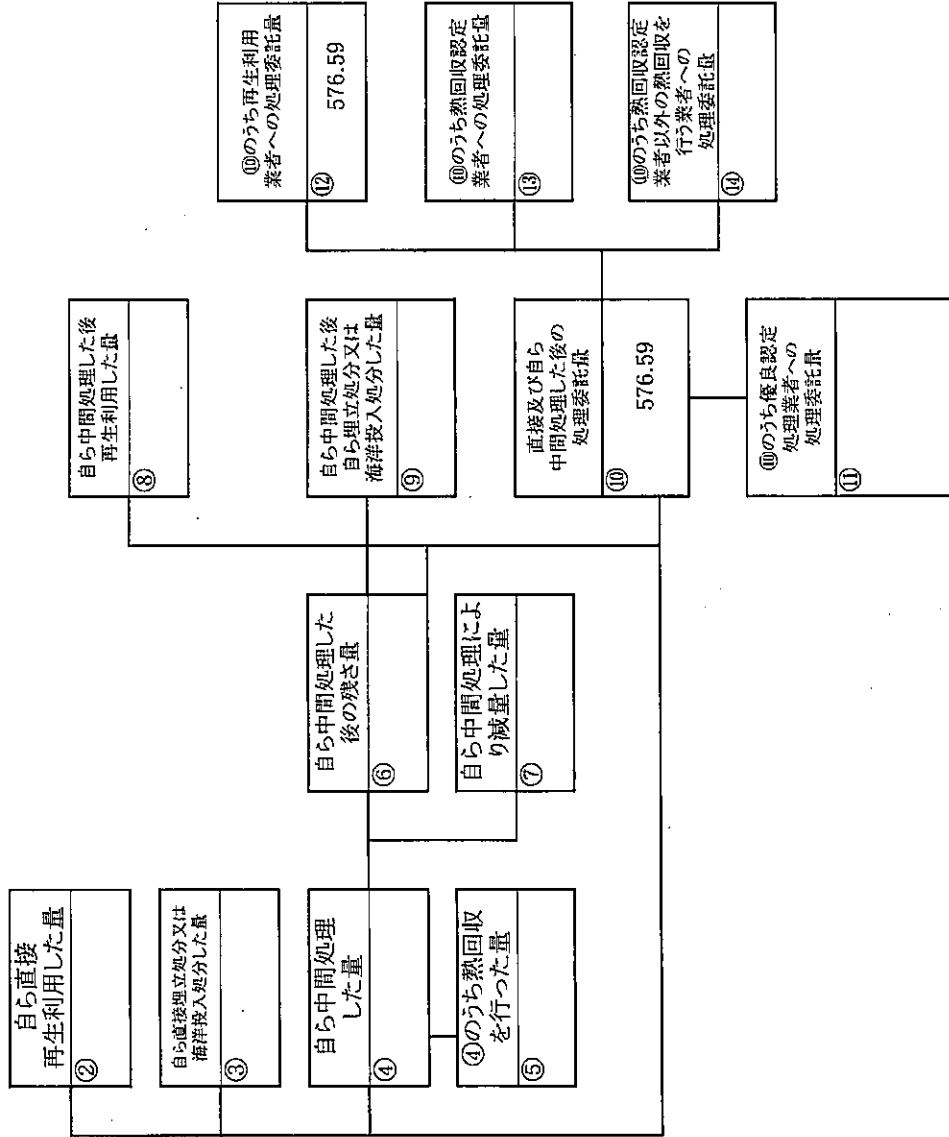 自ら直接
再生利用した量
②
自ら直接埋立処分又は
海洋投入処分した量
③
自ら中間処理
した量
④
④のうち熱回収
を行った量
⑤
自ら中間処理した
後の残さ量
⑥
自ら中間処理によ
り減量した量
⑦
自ら中間処理した後
再生利用した量
⑧
自ら中間処理した後
自ら埋立処分又は
海洋投入処分した量
⑨
直接及び自ら
中間処理した後の
処理委託量
⑩
576.59
⑩のうち優良認定
処理業者への
処理委託量
⑪
⑩のうち再生利用
業者への処理委託量
⑫
576.59
⑩のうち熱回収認定
業者への処理委託量
⑬
⑩のうち熱回収認定
業者以外の熱回収を
行う業者への
処理委託量
⑭